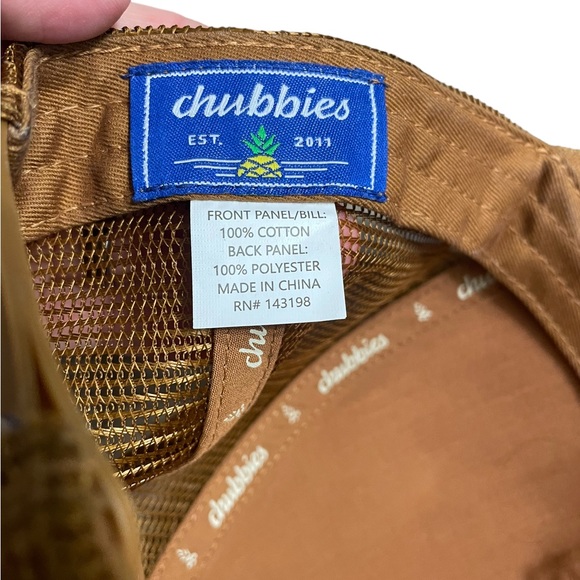 chubbies
EST. 2011
FRONT PANEL/BILL:
100% COTTON
BACK PANEL:
100% POLYESTER
MADE IN CHINA
RN# 143198
chubbies
chubbies